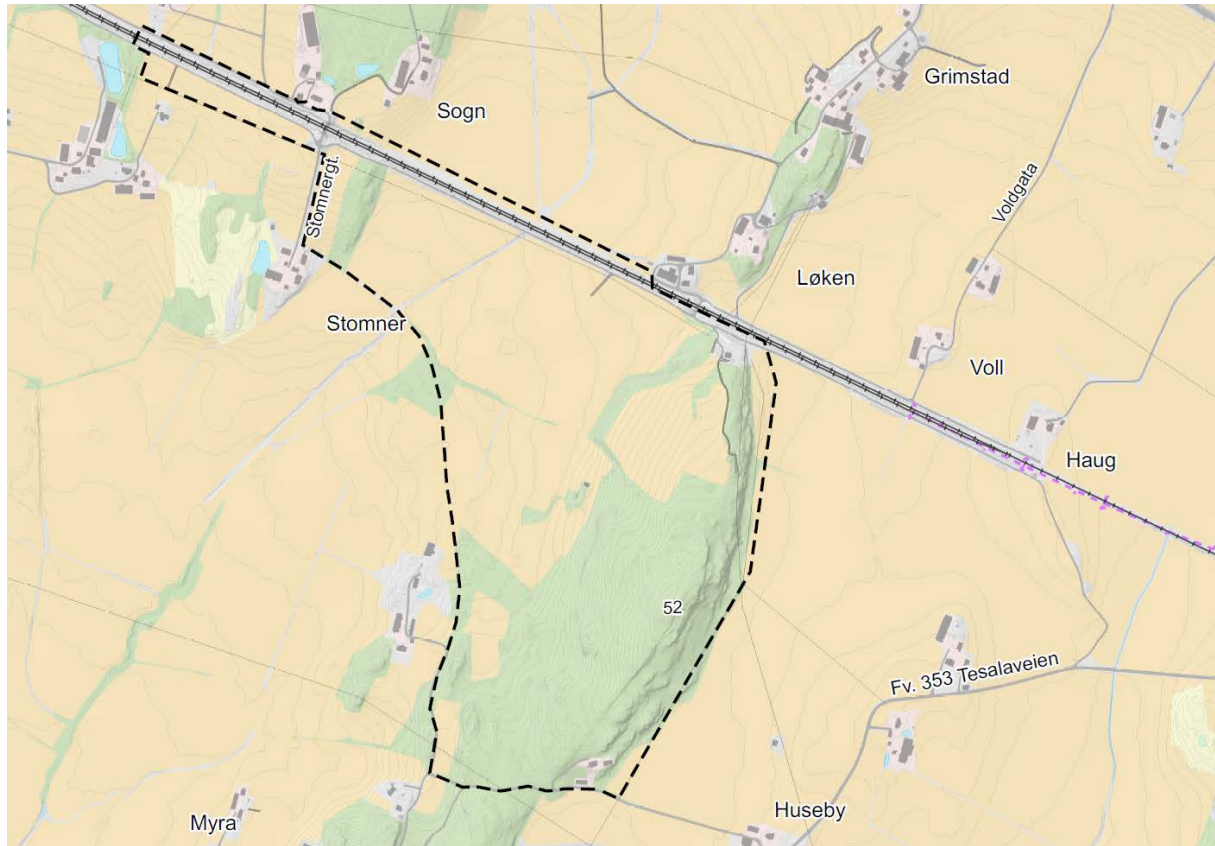 Grimstad
Sogn
Stomnergt.
Voldgata
Løken
Stomner
Voll
Haug
52
Fv. 353 Tesalaveien
Huseby
Myra